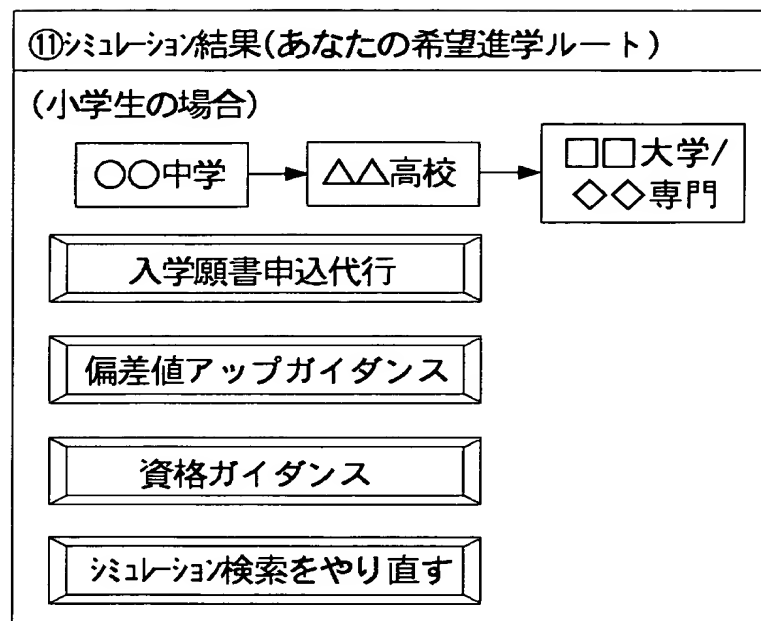 ⑪ｼﾐｭﾚｰｼｮﾝ結果(あなたの希望進学ルート)
(小学生の場合)
○○中学
△△高校
□□大学/
◇◇専門
入学願書申込代行
偏差値アップガイダンス
資格ガイダンス
ｼﾐｭﾚｰｼｮﾝ検索をやり直す